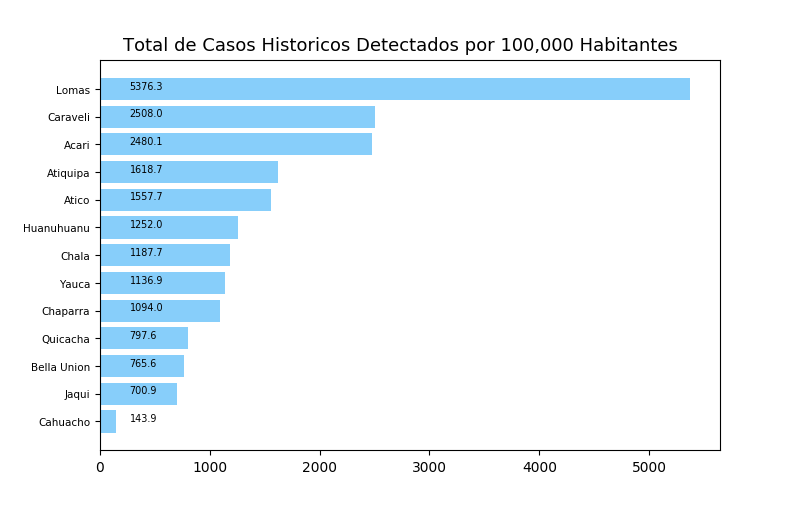 Total de Casos Historicos Detectados por 100,000 Habitantes
Lomas 5376.3
Caraveli 2508.0
Acari 2480.1
Atiquipa 1618.7
Atico 1557.7
Huanuhuanu 1252.0
Chala 1187.7
Yauca 1136.9
Chaparra 1094.0
Quicacha 797.6
Bella Union 765.6
Jaqui 700.9
Cahuacho 143.9
0 1000 2000 3000 4000 5000